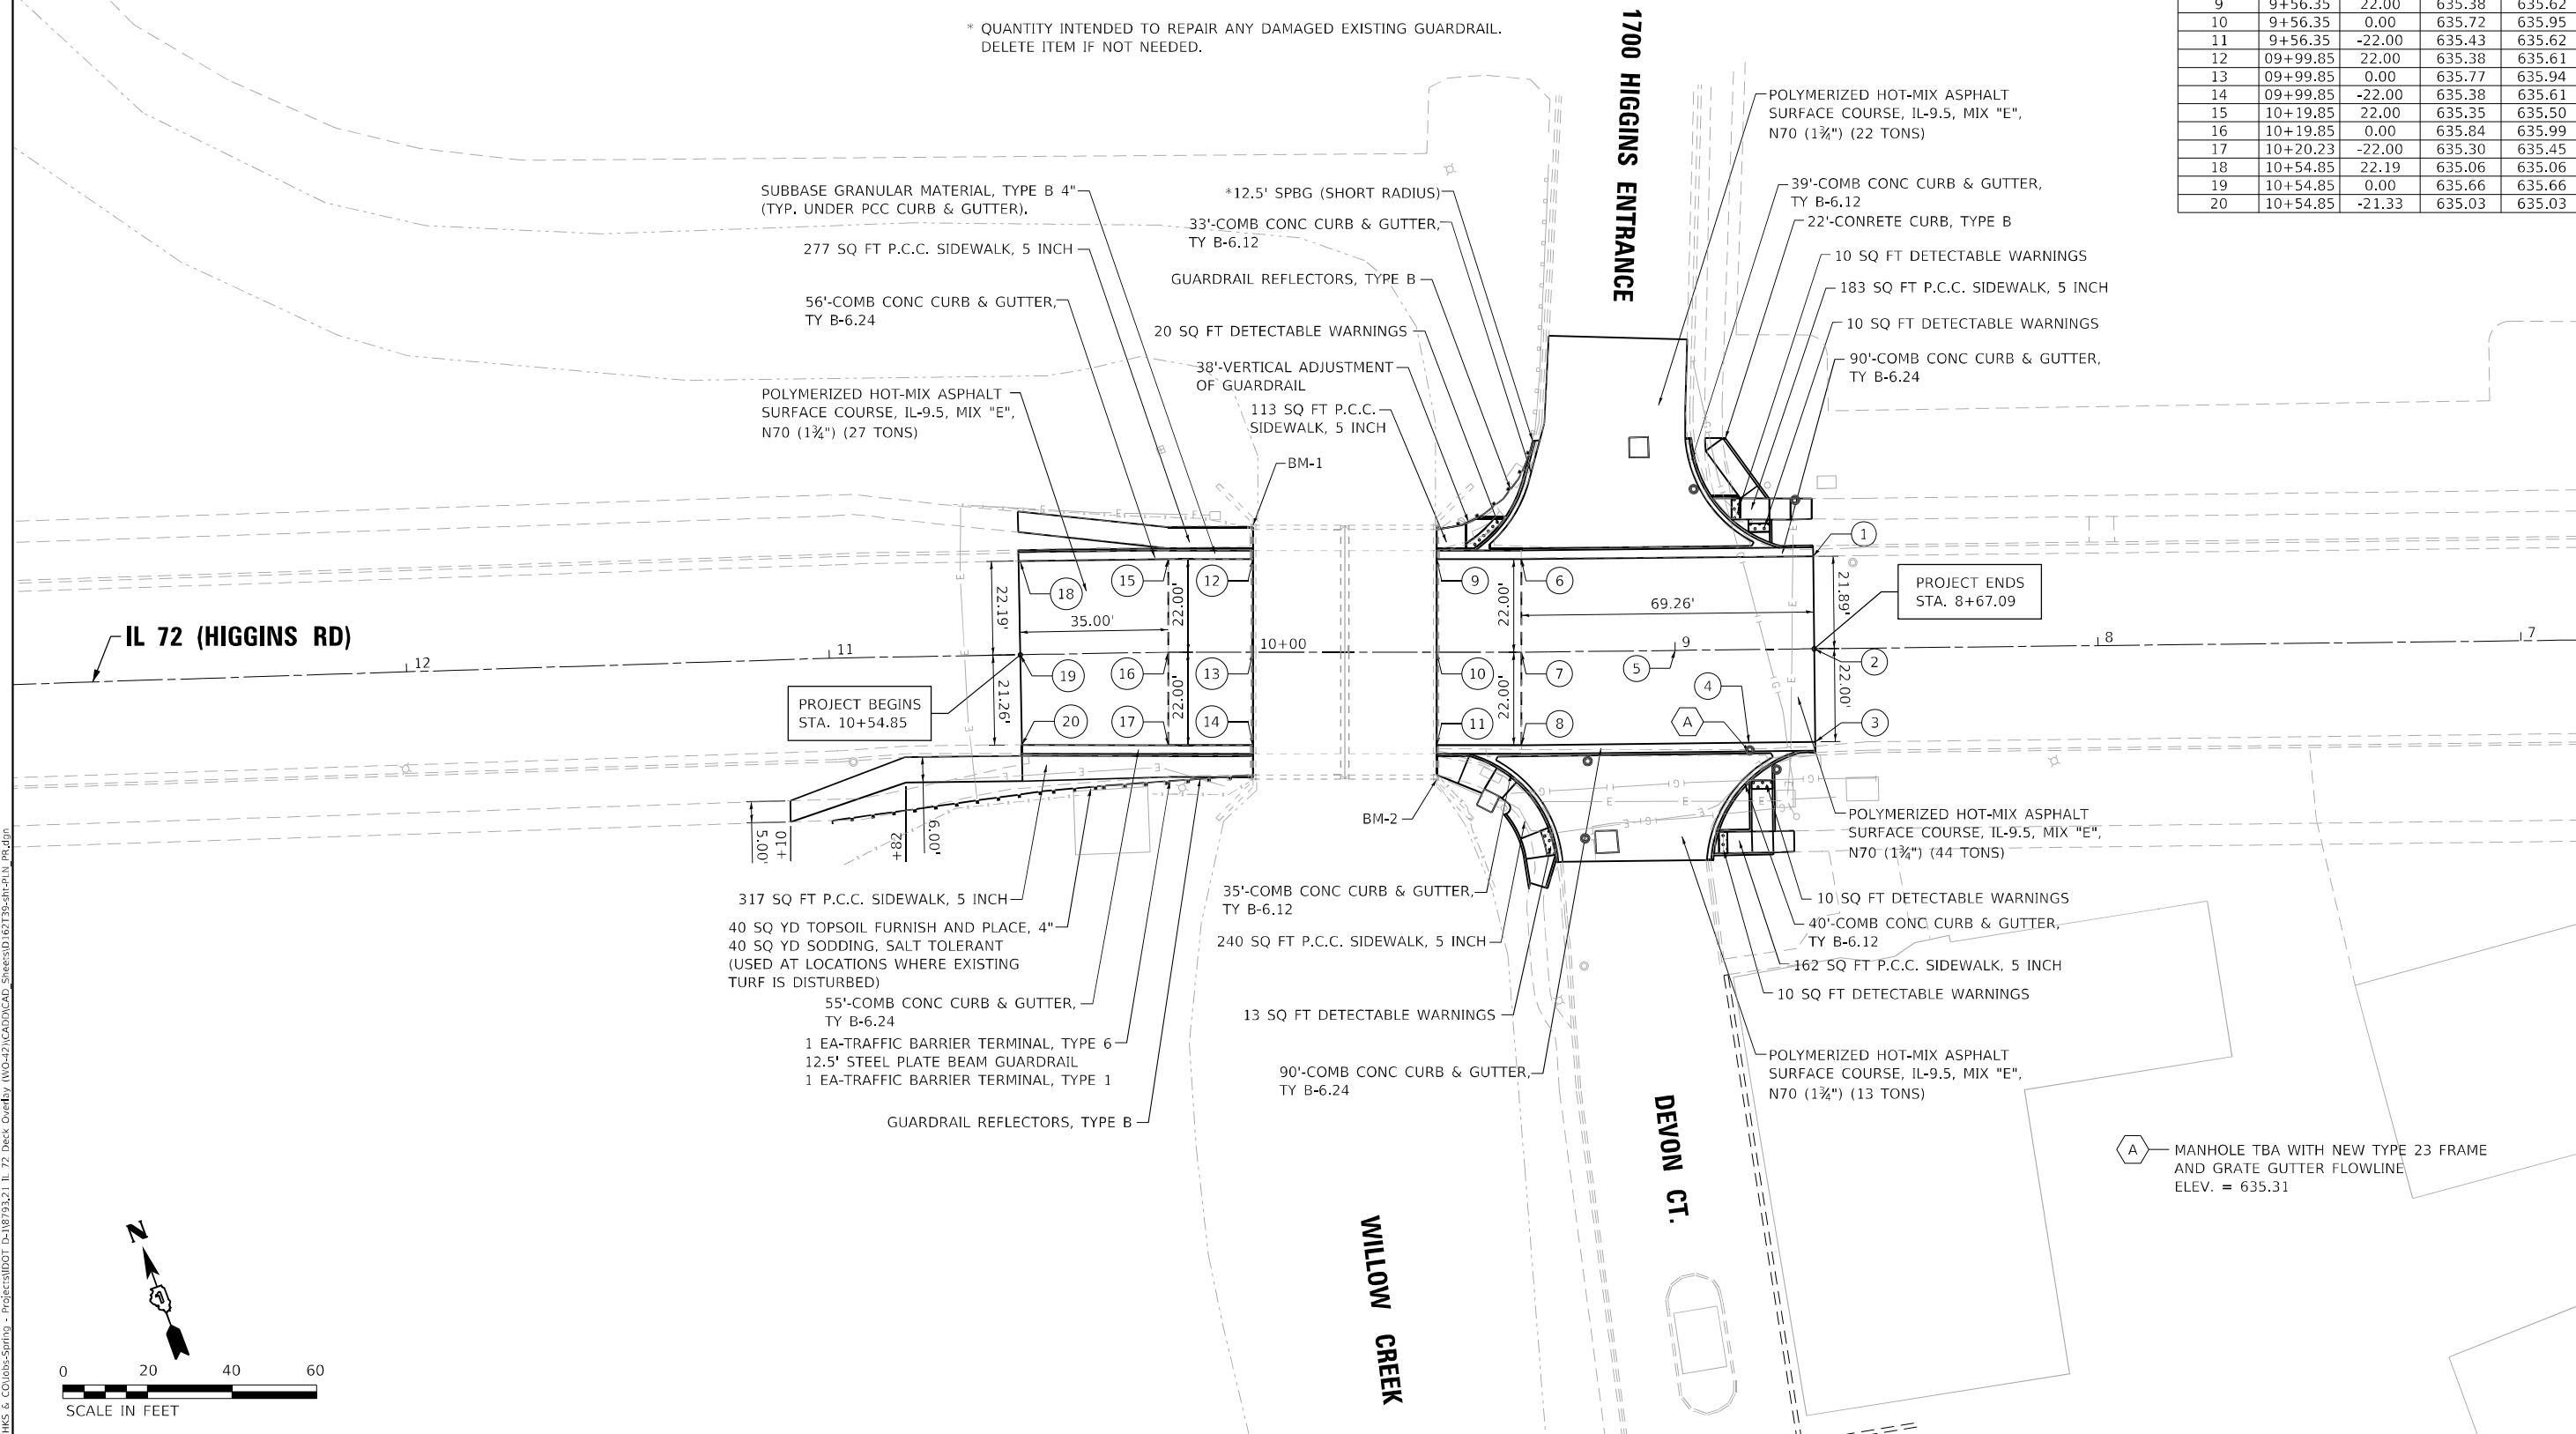 * QUANTITY INTENDED TO REPAIR ANY DAMAGED EXISTING GUARDRAIL.
DELETE ITEM IF NOT NEEDED.
1700 HIGGINS ENTRANCE
9 9+56.35 22.00 635.38 635.62
10 9+56.35 0.00 635.72 635.95
11 9+56.35 -22.00 635.43 635.62
12 09+99.85 22.00 635.38 635.61
13 09+99.85 0.00 635.77 635.94
14 09+99.85 -22.00 635.38 635.61
15 10+19.85 22.00 635.35 635.50
16 10+19.85 0.00 635.84 635.99
17 10+20.23 -22.00 635.30 635.45
18 10+54.85 22.19 635.06 635.06
19 10+54.85 0.00 635.66 635.66
20 10+54.85 -21.33 635.03 635.03
SUBBASE GRANULAR MATERIAL, TYPE B 4"
(TYP. UNDER PCC CURB & GUTTER).
277 SQ FT P.C.C. SIDEWALK, 5 INCH
56'-COMB CONC CURB & GUTTER,
TY B-6.24
POLYMERIZED HOT-MIX ASPHALT
SURFACE COURSE, IL-9.5, MIX "E",
N70 (1¾") (27 TONS)
*12.5' SPBG (SHORT RADIUS)
33'-COMB CONC CURB & GUTTER,
TY B-6.12
GUARDRAIL REFLECTORS, TYPE B
20 SQ FT DETECTABLE WARNINGS
38'-VERTICAL ADJUSTMENT
OF GUARDRAIL
113 SQ FT P.C.C.
SIDEWALK, 5 INCH
BM-1
POLYMERIZED HOT-MIX ASPHALT
SURFACE COURSE, IL-9.5, MIX "E",
N70 (1¾") (22 TONS)
39'-COMB CONC CURB & GUTTER,
TY B-6.12
22'-CONRETE CURB, TYPE B
10 SQ FT DETECTABLE WARNINGS
183 SQ FT P.C.C. SIDEWALK, 5 INCH
10 SQ FT DETECTABLE WARNINGS
90'-COMB CONC CURB & GUTTER,
TY B-6.24
IL 72 (HIGGINS RD)
12
11
10+00
9
8
7
PROJECT BEGINS
STA. 10+54.85
PROJECT ENDS
STA. 8+67.09
22.19'
35.00'
22.00'
21.26'
22.00'
22.00'
22.00'
69.26'
21.89'
22.00'
18
15
12
9
6
1
19
16
13
10
7
5
2
20
17
14
11
8
4
A
3
5.00'
+10
+82
6.00'
BM-2
317 SQ FT P.C.C. SIDEWALK, 5 INCH
40 SQ YD TOPSOIL FURNISH AND PLACE, 4"
40 SQ YD SODDING, SALT TOLERANT
(USED AT LOCATIONS WHERE EXISTING
TURF IS DISTURBED)
55'-COMB CONC CURB & GUTTER,
TY B-6.24
1 EA-TRAFFIC BARRIER TERMINAL, TYPE 6
12.5' STEEL PLATE BEAM GUARDRAIL
1 EA-TRAFFIC BARRIER TERMINAL, TYPE 1
GUARDRAIL REFLECTORS, TYPE B
35'-COMB CONC CURB & GUTTER,
TY B-6.12
240 SQ FT P.C.C. SIDEWALK, 5 INCH
13 SQ FT DETECTABLE WARNINGS
90'-COMB CONC CURB & GUTTER,
TY B-6.24
POLYMERIZED HOT-MIX ASPHALT
SURFACE COURSE, IL-9.5, MIX "E",
N70 (1¾") (44 TONS)
10 SQ FT DETECTABLE WARNINGS
40'-COMB CONC CURB & GUTTER,
TY B-6.12
162 SQ FT P.C.C. SIDEWALK, 5 INCH
10 SQ FT DETECTABLE WARNINGS
POLYMERIZED HOT-MIX ASPHALT
SURFACE COURSE, IL-9.5, MIX "E",
N70 (1¾") (13 TONS)
DEVON CT.
WILLOW CREEK
A
MANHOLE TBA WITH NEW TYPE 23 FRAME
AND GRATE GUTTER FLOWLINE
ELEV. = 635.31
N
0 20 40 60
SCALE IN FEET